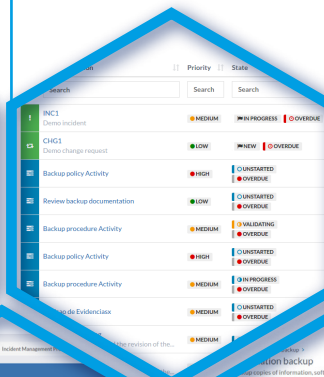 Priority State
Search Search Search
INC1
Demo incident
MEDIUM IN PROGRESS OVERDUE
CHG1
Demo change request
LOW NEW OVERDUE
Backup policy Activity HIGH UNSTARTED
OVERDUE
Review backup documentation LOW UNSTARTED
OVERDUE
Backup procedure Activity MEDIUM VALIDATING
OVERDUE
Backup policy Activity HIGH UNSTARTED
OVERDUE
Backup procedure Activity MEDIUM IN PROGRESS
OVERDUE
de Evidenciasx MEDIUM UNSTARTED
OVERDUE
the revision of the... MEDIUM
Incident Management
backup
copies of information,